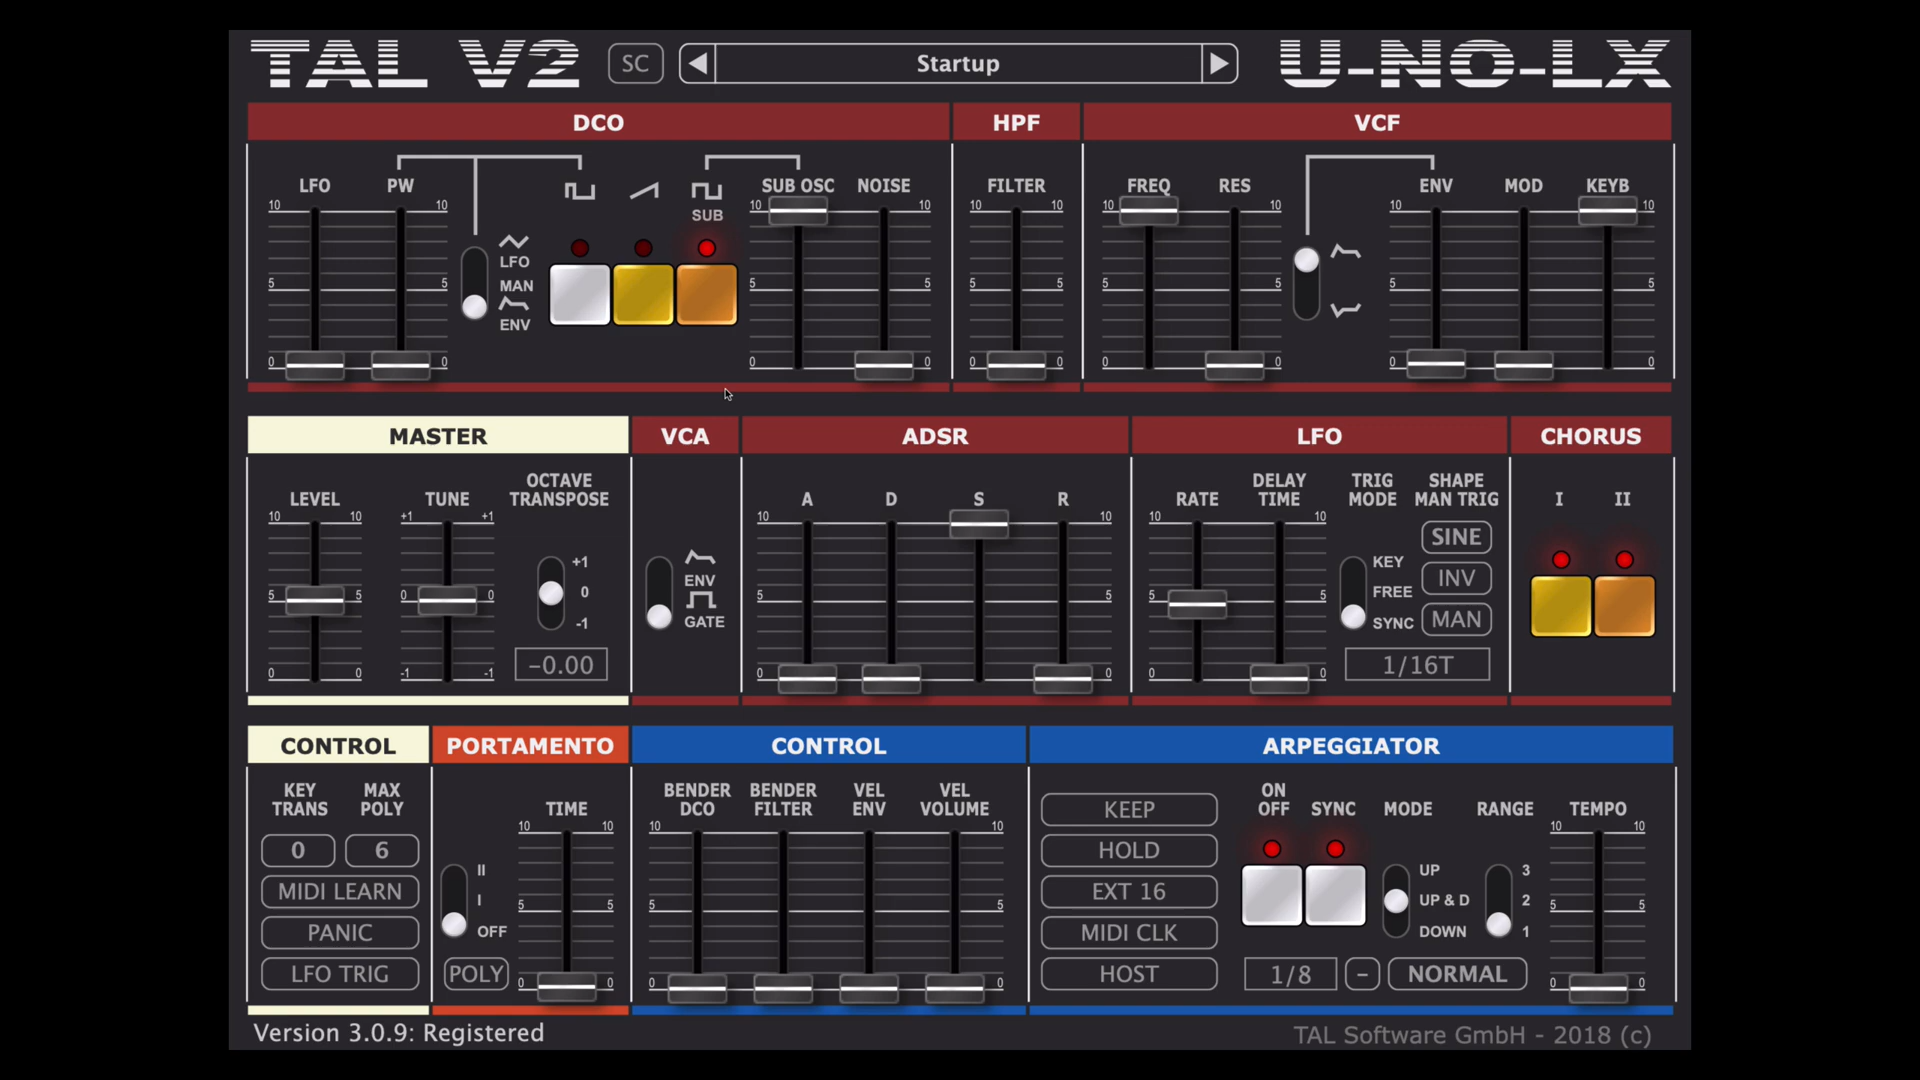 TAL V2 SC Startup U-NO-LX
DCO HPF VCF
LFO PW SUB OSC NOISE FILTER FREQ RES ENV MOD KEYB
SUB
10 10 10 10 10 10 10 10 10 10
LFO
MAN
ENV
5 5 5 5 5 5 5 5 5 5
0 0 0 0 0 0 0 0 0 0
MASTER VCA ADSR LFO CHORUS
LEVEL TUNE OCTAVE TRANSPOSE A D S R RATE DELAY TIME TRIG MODE SHAPE MAN TRIG I II
10 10 +1 +1 10 10 10 10
SINE
+1 ENV KEY
INV
5 5 0 0 0 5 5 5 5 FREE
-1 GATE SYNC MAN
-0.00 1/16T
0 0 -1 -1 0 0 0 0
CONTROL PORTAMENTO CONTROL ARPEGGIATOR
KEY TRANS MAX POLY TIME BENDER DCO BENDER FILTER VEL ENV VEL VOLUME KEEP ON OFF SYNC MODE RANGE TEMPO
10 10 10 10 10 10
0 6 HOLD
II UP 3
MIDI LEARN I EXT 16 UP & D 2
5 5 5 5 5 5
PANIC OFF MIDI CLK DOWN 1
LFO TRIG POLY HOST 1/8 - NORMAL
0 0 0 0 0 0
Version 3.0.9: Registered TAL Software GmbH - 2018 (c)